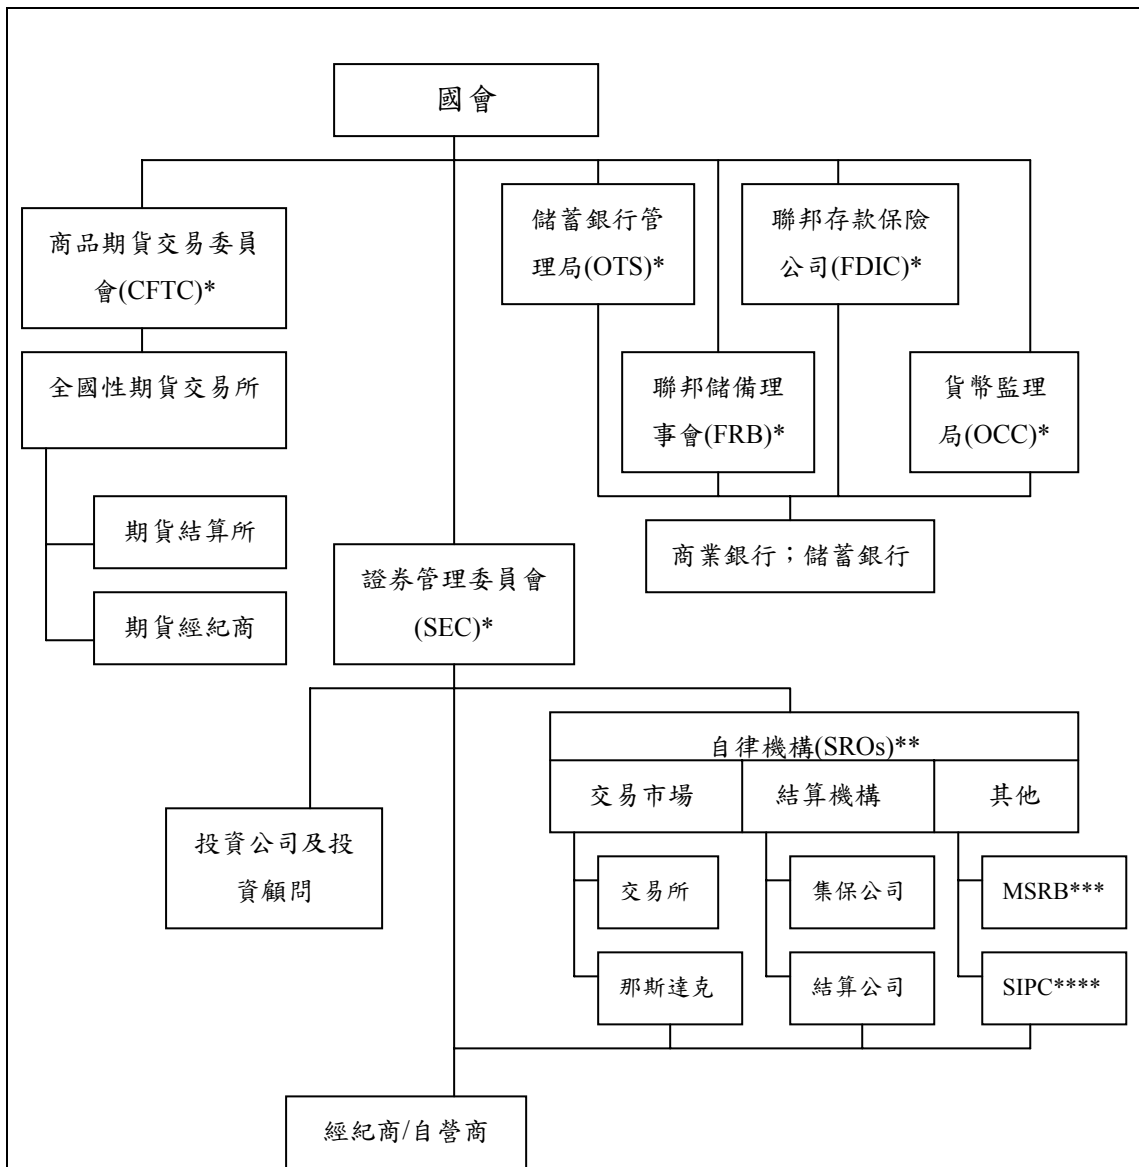 國會
商品期貨交易委員
會(CFTC)*
儲蓄銀行管
理局(OTS)*
聯邦存款保險
公司(FDIC)*
全國性期貨交易所
聯邦儲備理
事會(FRB)*
貨幣監理
局(OCC)*
期貨結算所
期貨經紀商
商業銀行；儲蓄銀行
證券管理委員會
(SEC)*
自律機構(SROs)**
交易市場
結算機構
其他
投資公司及投
資顧問
交易所
集保公司
MSRB***
那斯達克
結算公司
SIPC****
經紀商/自營商